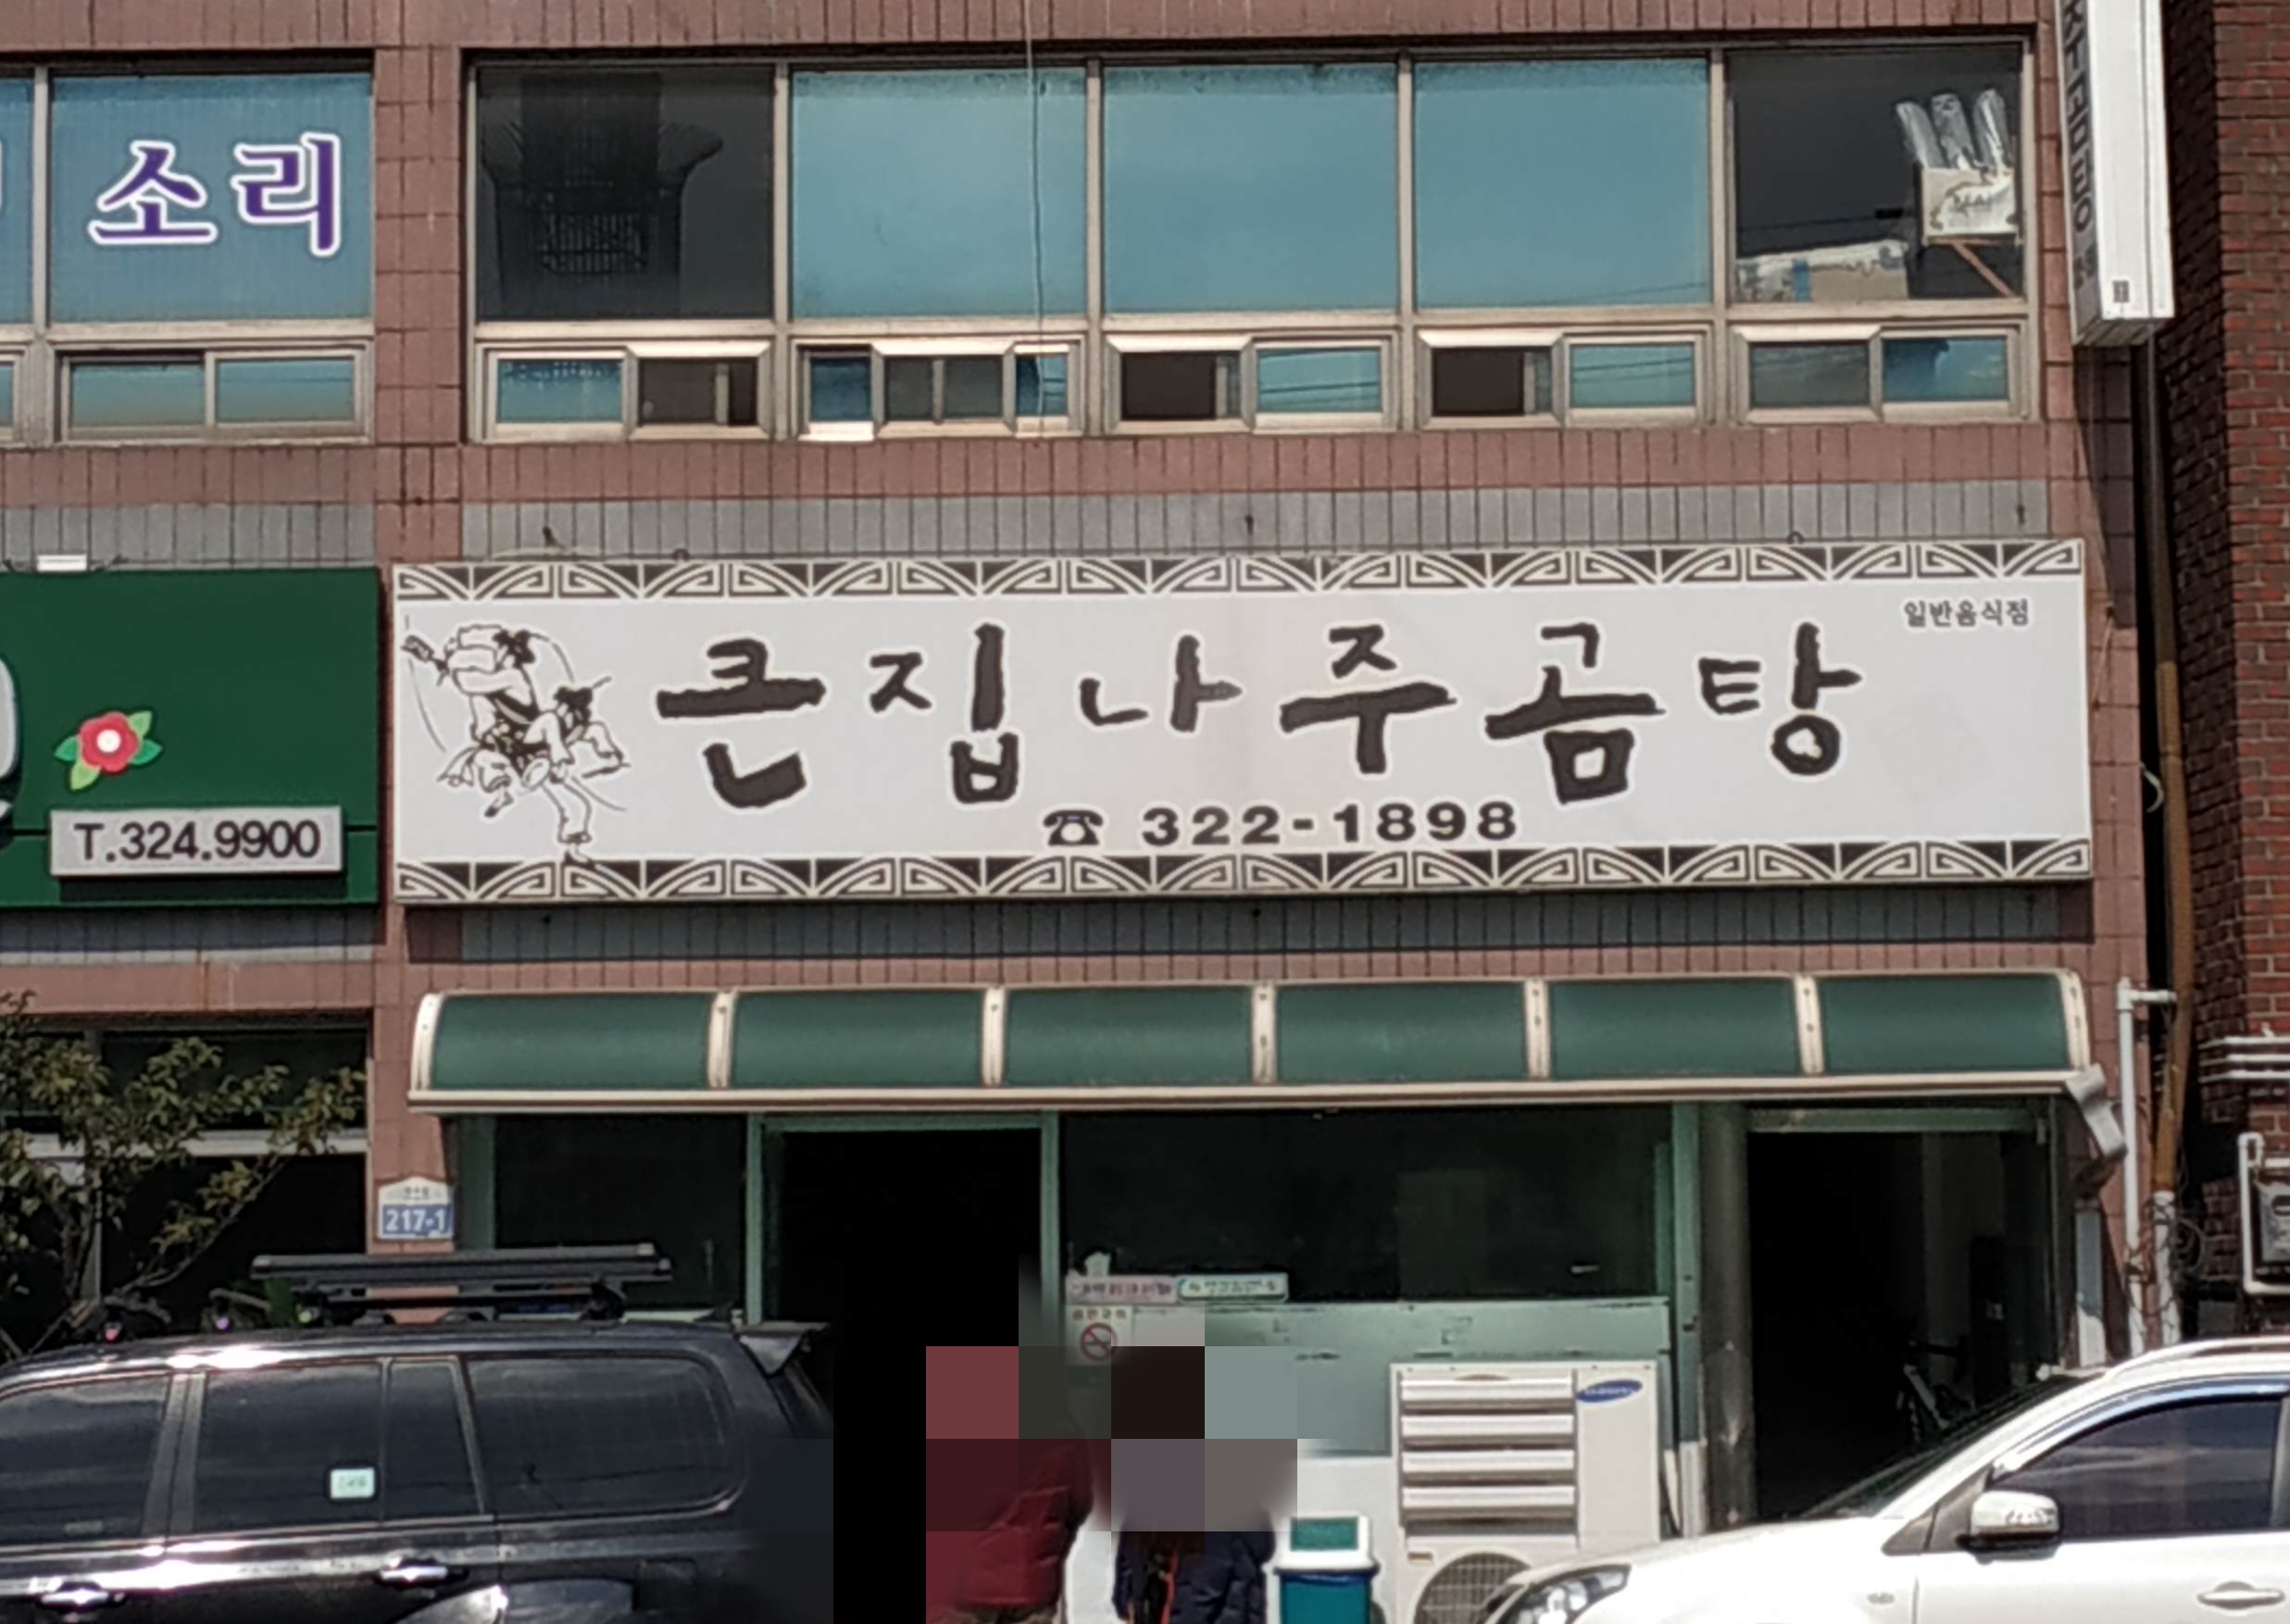 소리
일반음식점
큰집나주곰탕
☎ 322-1898
T.324.9900
217-1
SAMSUNG